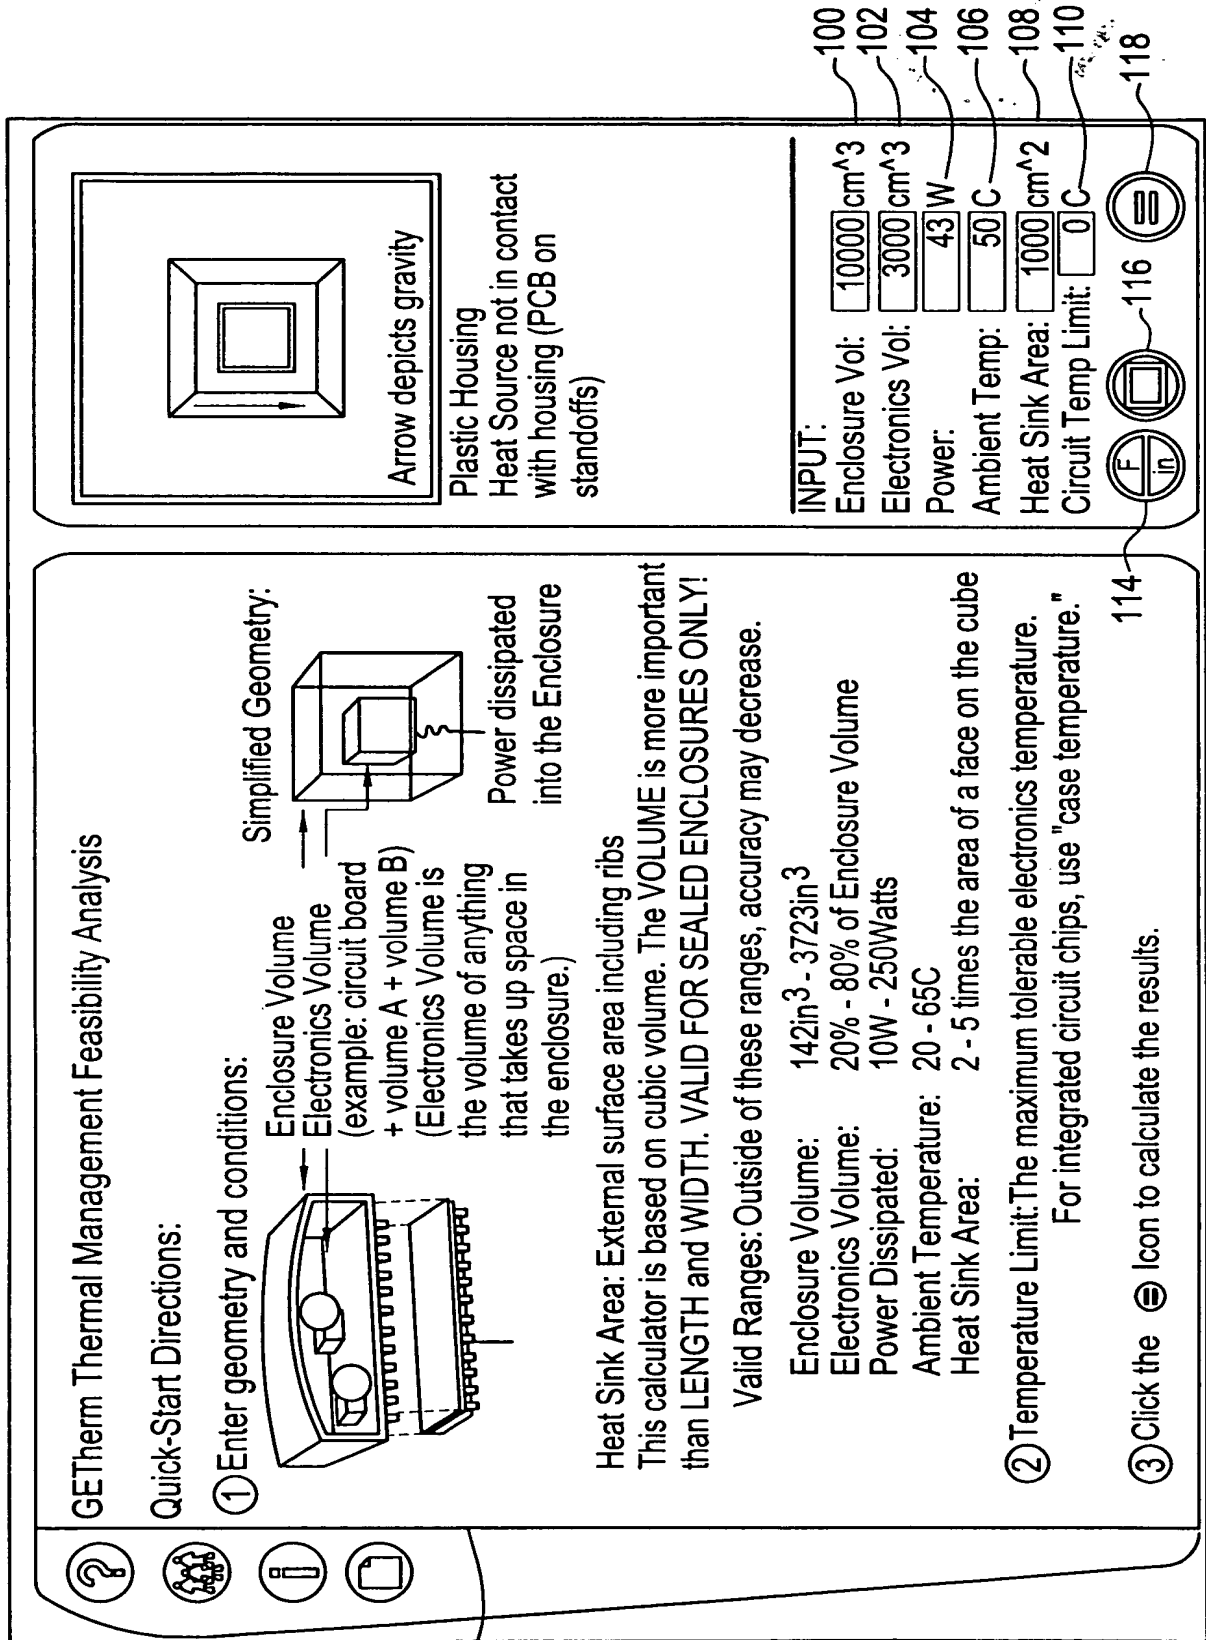 GETherm Thermal Management Feasibility Analysis
Quick-Start Directions:
1 Enter geometry and conditions:
Enclosure Volume
Electronics Volume
(example: circuit board
+ volume A + volume B)
(Electronics Volume is
the volume of anything
that takes up space in
the enclosure.)
Simplified Geometry:
Power dissipated
into the Enclosure
Heat Sink Area: External surface area including ribs
This calculator is based on cubic volume. The VOLUME is more important
than LENGTH and WIDTH. VALID FOR SEALED ENCLOSURES ONLY!
Valid Ranges: Outside of these ranges, accuracy may decrease.
Enclosure Volume: 142in³ - 3723in³
Electronics Volume: 20% - 80% of Enclosure Volume
Power Dissipated: 10W - 250Watts
Ambient Temperature: 20 - 65C
Heat Sink Area: 2 - 5 times the area of a face on the cube
2 Temperature Limit: The maximum tolerable electronics temperature.
For integrated circuit chips, use "case temperature."
3 Click the = Icon to calculate the results.
?
i
Arrow depicts gravity
Plastic Housing
Heat Source not in contact
with housing (PCB on
standoffs)
INPUT:
Enclosure Vol: 10000 cm^3 100
Electronics Vol: 3000 cm^3 102
Power: 43 W 104
Ambient Temp: 50 C 106
Heat Sink Area: 1000 cm^2 108
Circuit Temp Limit: 0 C 110
F
in
=
114
116
118